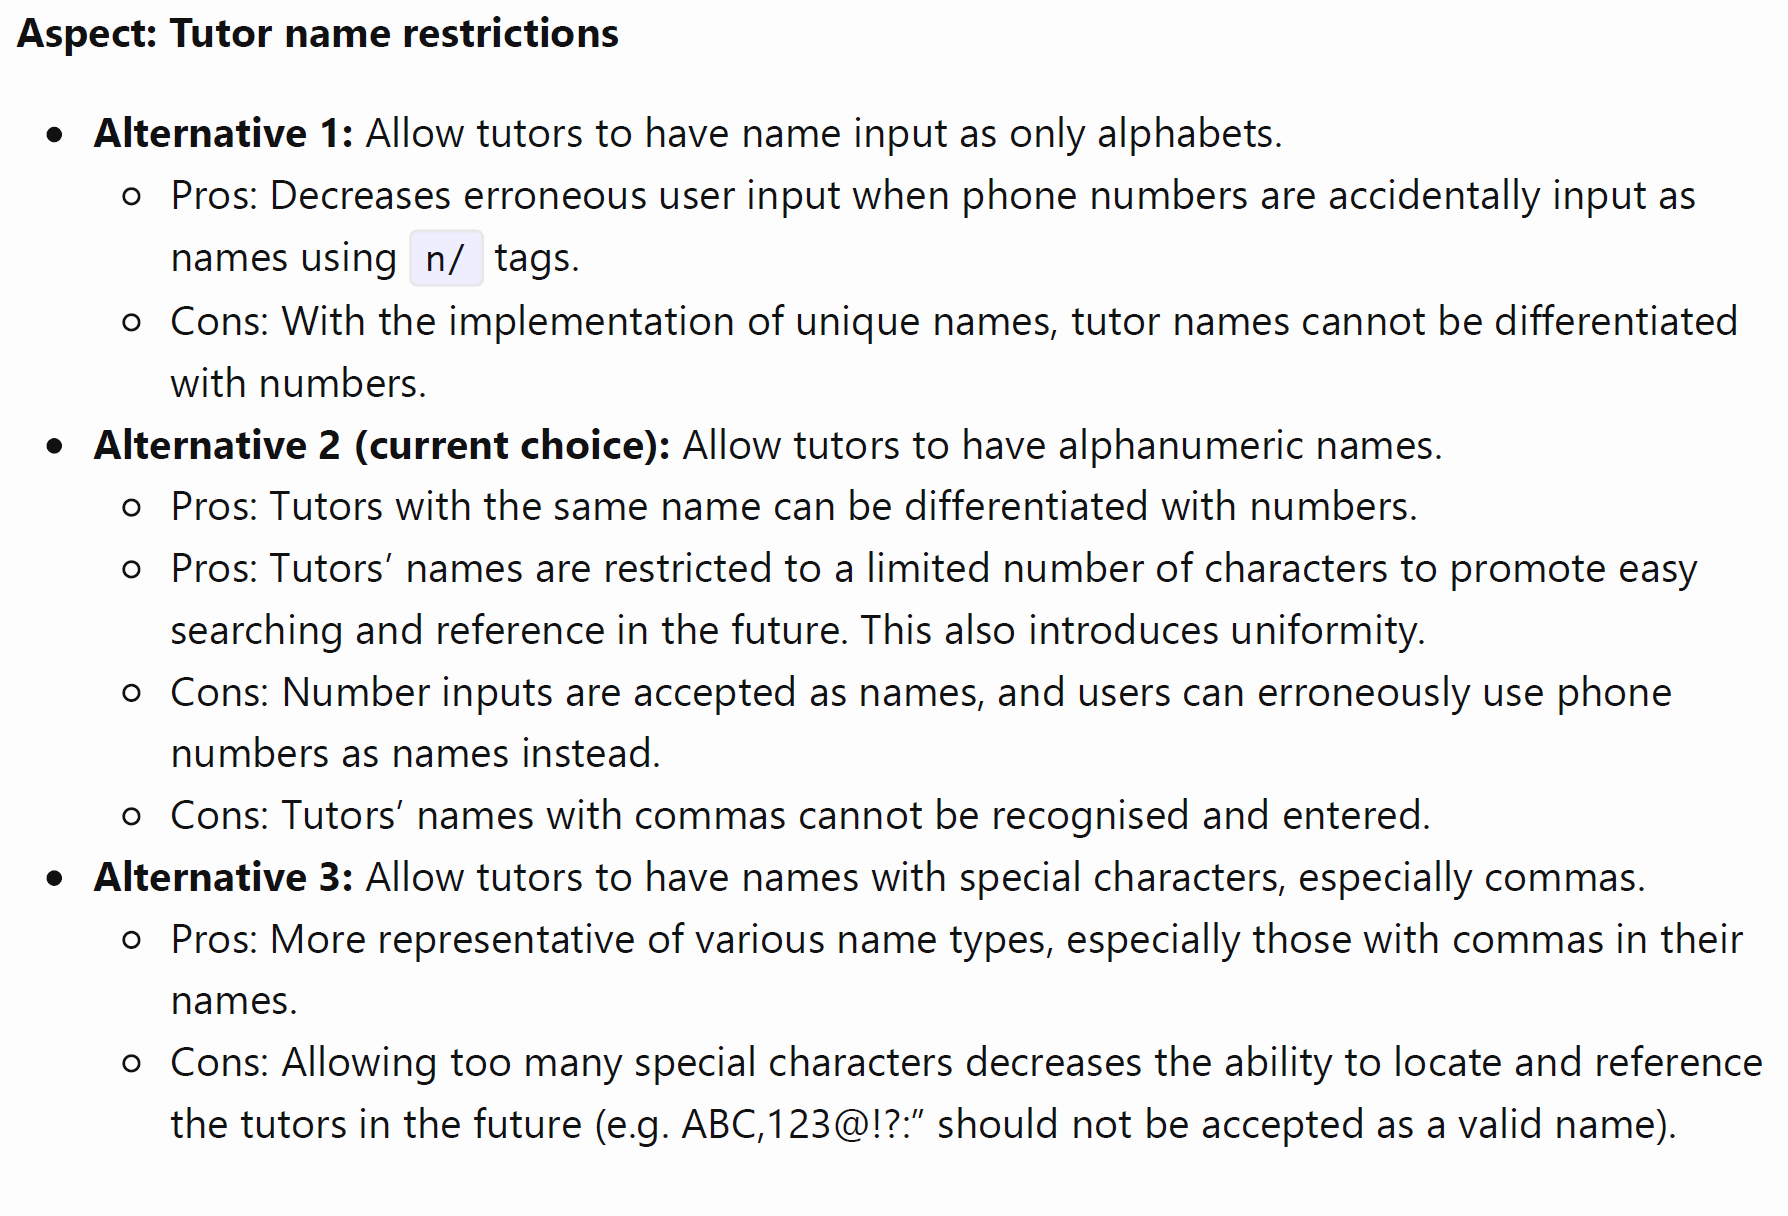 Aspect: Tutor name restrictions
Alternative 1: Allow tutors to have name input as only alphabets.
Pros: Decreases erroneous user input when phone numbers are accidentally input as
names using n/ tags.
Cons: With the implementation of unique names, tutor names cannot be differentiated
with numbers.
Alternative 2 (current choice): Allow tutors to have alphanumeric names.
Pros: Tutors with the same name can be differentiated with numbers.
Pros: Tutors’ names are restricted to a limited number of characters to promote easy
searching and reference in the future. This also introduces uniformity.
Cons: Number inputs are accepted as names, and users can erroneously use phone
numbers as names instead.
Cons: Tutors’ names with commas cannot be recognised and entered.
Alternative 3: Allow tutors to have names with special characters, especially commas.
Pros: More representative of various name types, especially those with commas in their
names.
Cons: Allowing too many special characters decreases the ability to locate and reference
the tutors in the future (e.g. ABC,123@!?:” should not be accepted as a valid name).